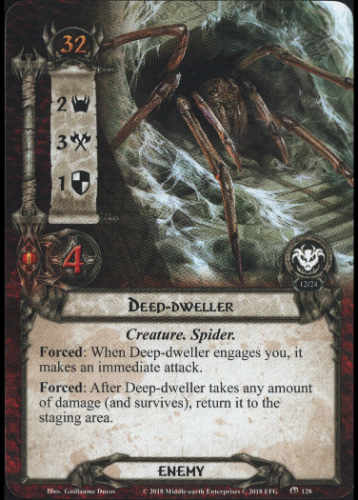 32
2
3
1
4
12/24
DEEP-DWELLER
Creature. Spider.
Forced: When Deep-dweller engages you, it
makes an immediate attack.
Forced: After Deep-dweller takes any amount
of damage (and survives), return it to the
staging area.
ENEMY
Illus. Guillaume Ducos
© 2018 Middle-earth Enterprises © 2018 FFG
128